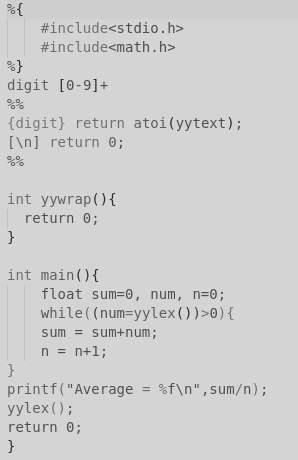 %{
    #include<stdio.h>
    #include<math.h>
%}
digit [0-9]+
%%
{digit} return atoi(yytext);
[\n] return 0;
%%

int yywrap(){
  return 0;
}

int main(){
    float sum=0, num, n=0;
    while((num=yylex())>0){
    sum = sum+num;
    n = n+1;
}
printf("Average = %f\n",sum/n);
yylex();
return 0;
}